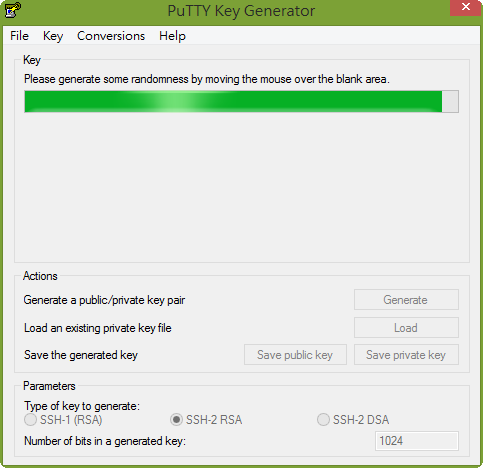 PuTTY Key Generator
File Key Conversions Help
Key
Please generate some randomness by moving the mouse over the blank area.
Actions
Generate a public/private key pair
Generate
Load an existing private key file
Load
Save the generated key
Save public key
Save private key
Parameters
Type of key to generate:
SSH-1 (RSA)
SSH-2 RSA
SSH-2 DSA
Number of bits in a generated key:
1024